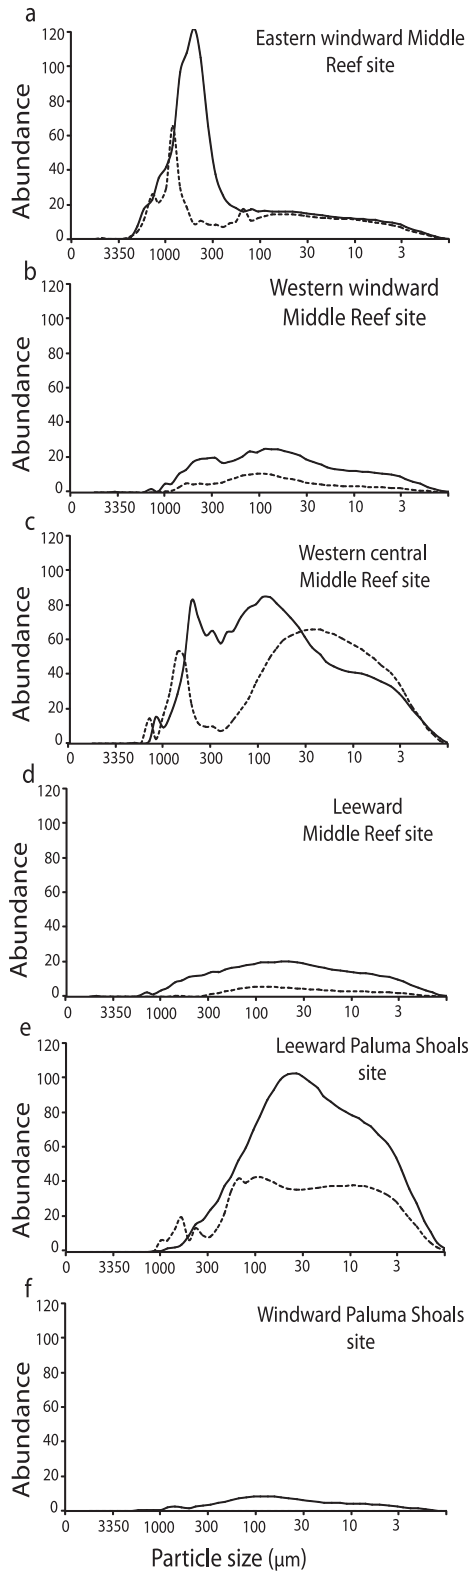 a
Eastern windward Middle
Reef site
Abundance
120
100
80
60
40
20
0
0 3350 1000 300 100 30 10 3
b
Western windward
Middle Reef site
Abundance
120
100
80
60
40
20
0
0 3350 1000 300 100 30 10 3
c
Western central
Middle Reef site
Abundance
120
100
80
60
40
20
0
0 3350 1000 300 100 30 10 3
d
Leeward
Middle Reef site
Abundance
120
100
80
60
40
20
0
0 3350 1000 300 100 30 10 3
e
Leeward Paluma Shoals
site
Abundance
120
100
80
60
40
20
0
0 3350 1000 300 100 30 10 3
f
Windward Paluma Shoals
site
Abundance
120
100
80
60
40
20
0
0 3350 1000 300 100 30 10 3
Particle size (µm)